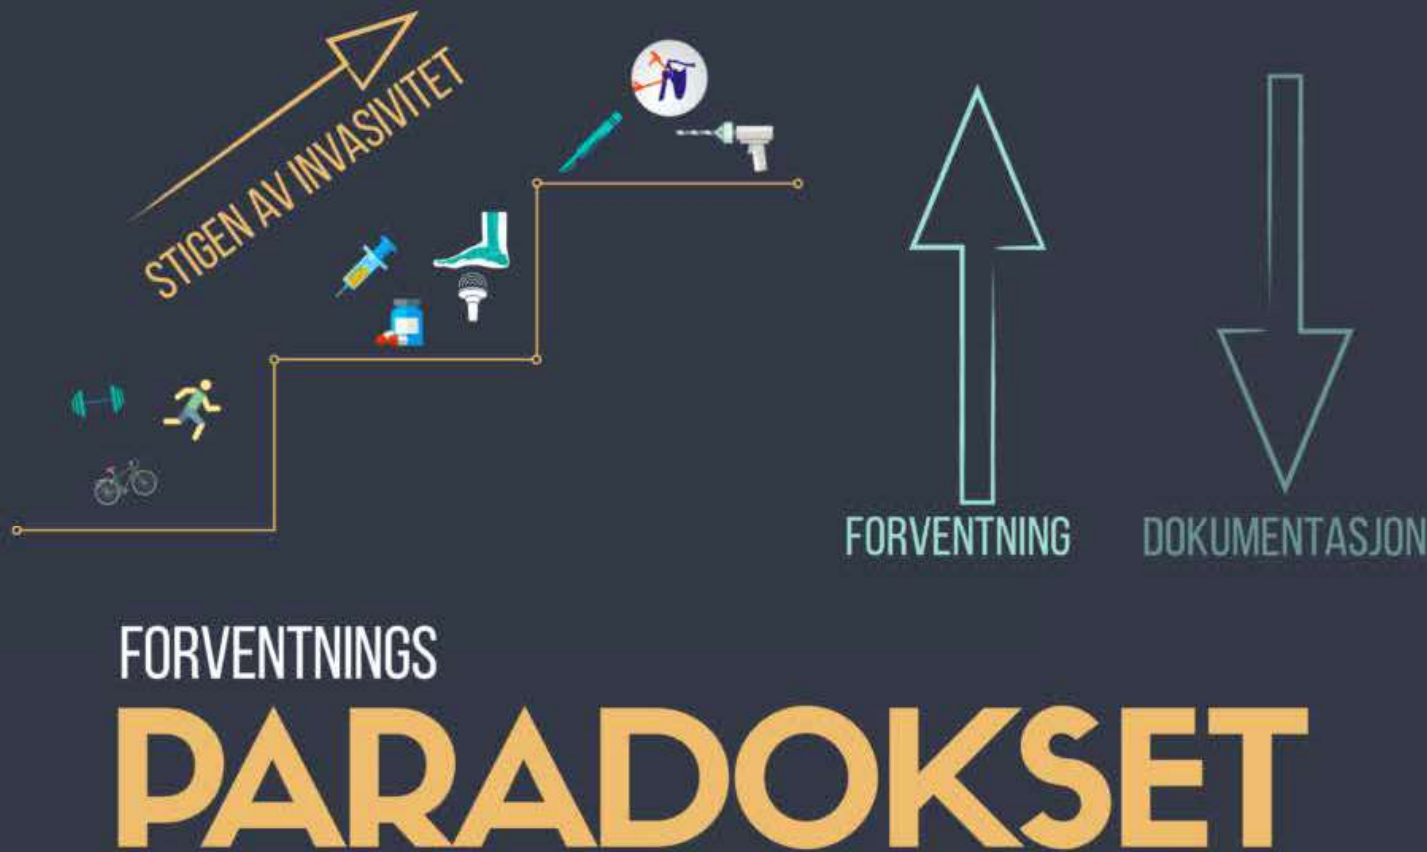 STIGEN AV INVASIVITET
FORVENTNING
DOKUMENTASJON
FORVENTNINGS
PARADOKSET